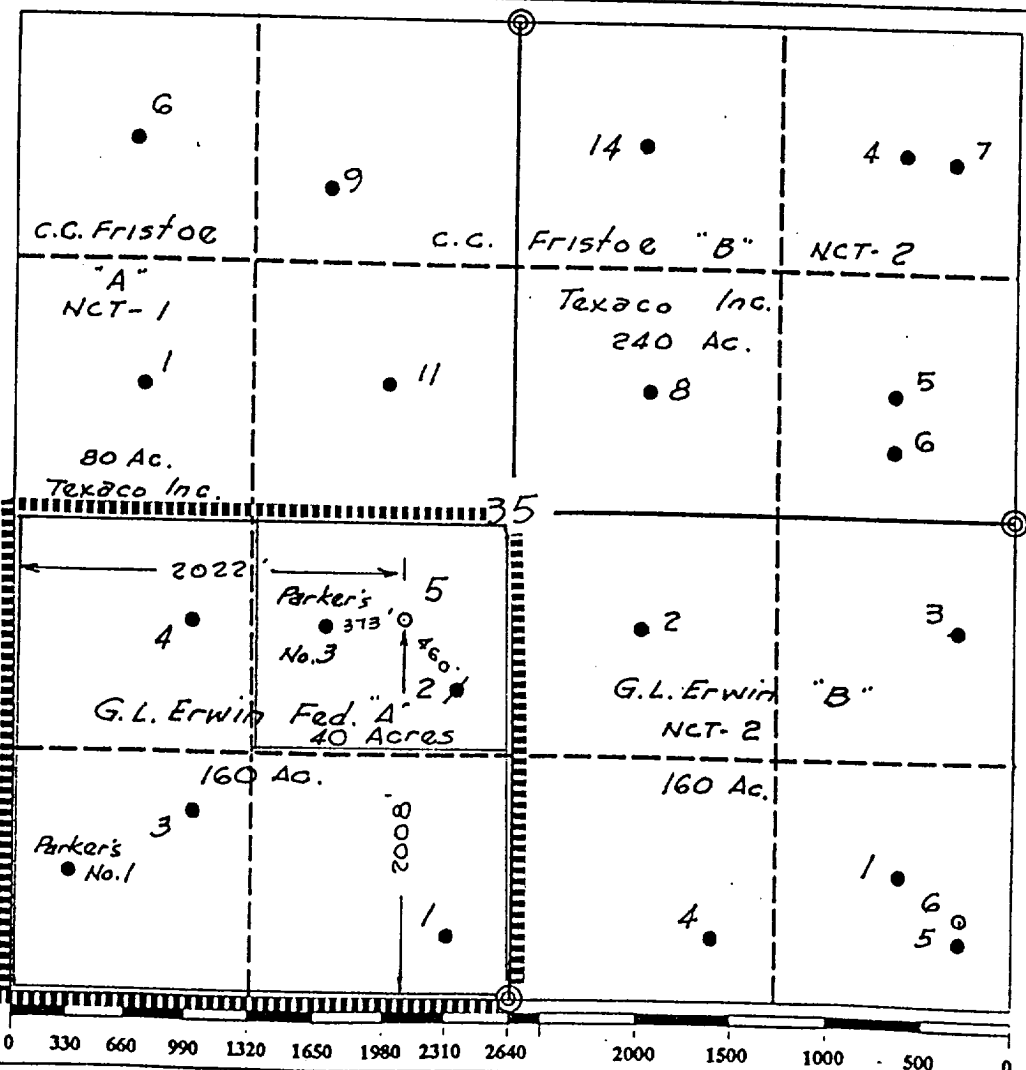 6
9
14
4
7
C.C. Fristoe
C.C. Fristoe "B" NCT-2
"A"
NCT-1
Texaco Inc.
240 Ac.
1
11
8
5
6
80 Ac.
Texaco Inc.
35
2022'
Parker's
No.3
373'
5
460'
4
2
2
3
G.L. Erwin Fed. "A"
40 Acres
G.L. Erwin "B"
NCT-2
160 Ac.
160 Ac.
3
Parker's
No.1
2008'
1
4
1
6
5
0 330 660 990 1320 1650 1980 2310 2640 2000 1500 1000 500 0